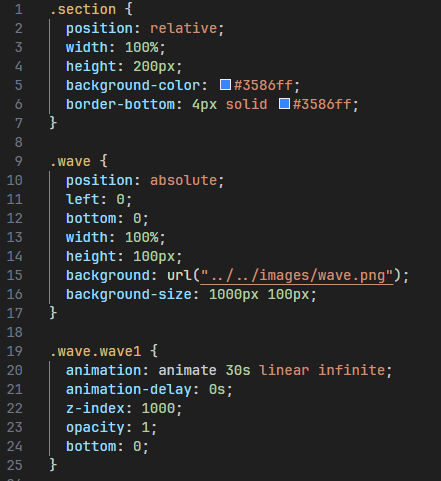 1 .section {
2 position: relative;
3 width: 100%;
4 height: 200px;
5 background-color: #3586ff;
6 border-bottom: 4px solid #3586ff;
7 }
8
9 .wave {
10 position: absolute;
11 left: 0;
12 bottom: 0;
13 width: 100%;
14 height: 100px;
15 background: url("../../images/wave.png");
16 background-size: 1000px 100px;
17 }
18
19 .wave.wave1 {
20 animation: animate 30s linear infinite;
21 animation-delay: 0s;
22 z-index: 1000;
23 opacity: 1;
24 bottom: 0;
25 }